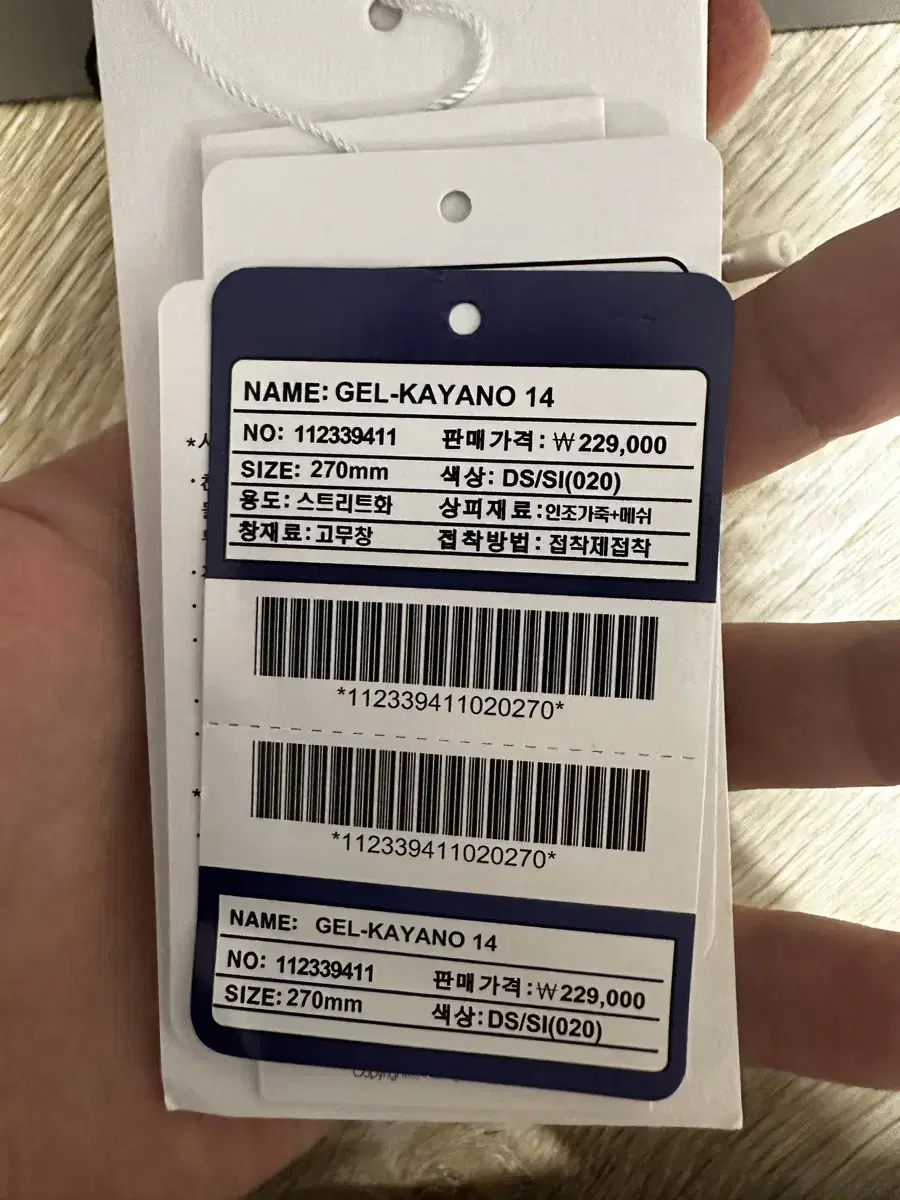 NAME: GEL-KAYANO 14
NO: 112339411 판매가격: ₩229,000
SIZE: 270mm 색상: DS/SI(020)
용도: 스트리트화 상피재료:인조가죽+메쉬
창재료:고무창 접착방법: 접착제접착
*112339411020270*
*112339411020270*
NAME: GEL-KAYANO 14
NO: 112339411 판매가격:₩229,000
SIZE:270mm 색상:DS/SI(020)